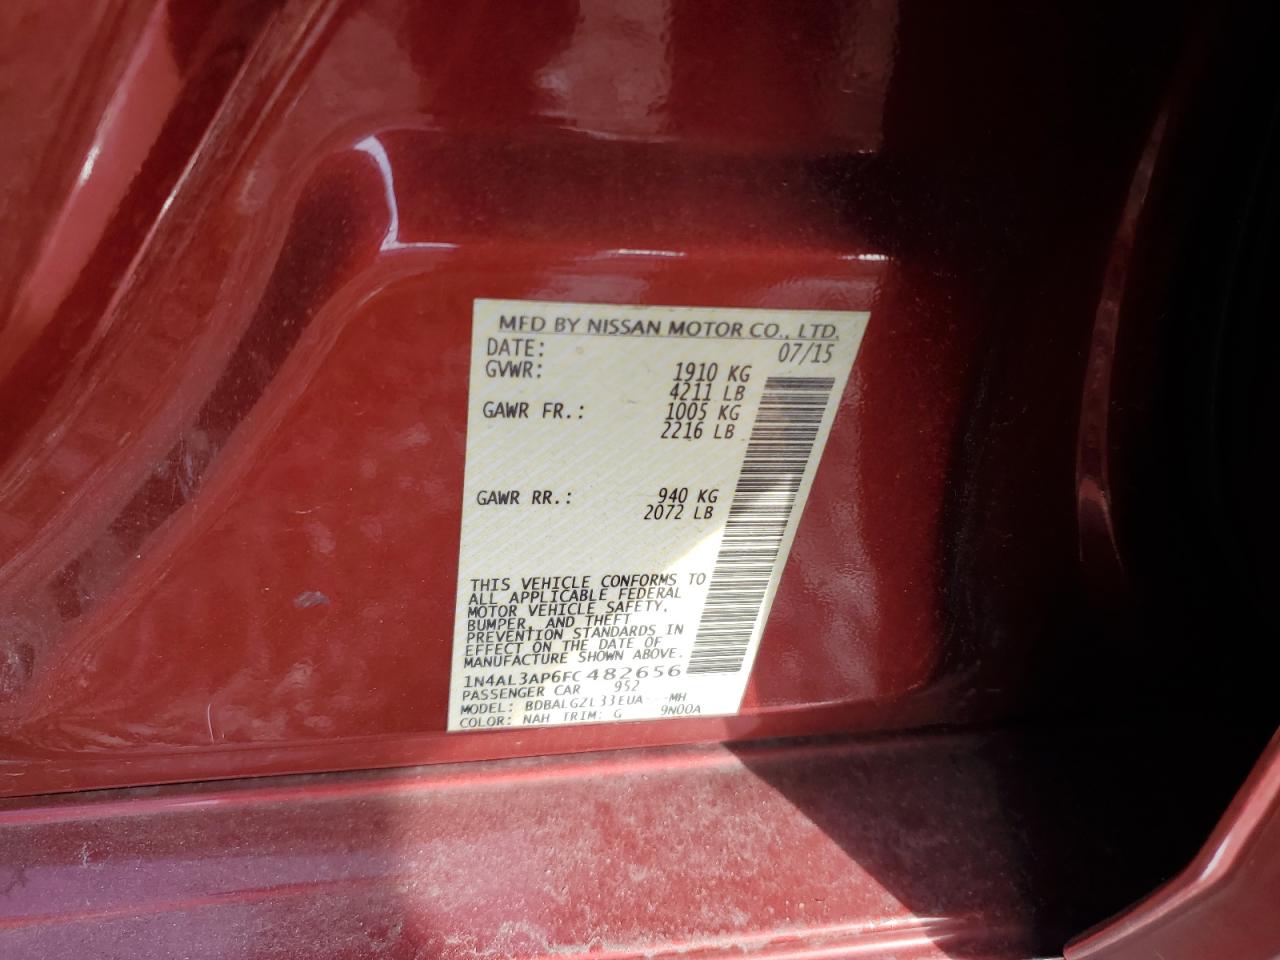 MFD BY NISSAN MOTOR CO., LTD.
DATE: 07/15
GVWR: 1910 KG
4211 LB
GAWR FR.: 1005 KG
2216 LB
GAWR RR.: 940 KG
2072 LB
THIS VEHICLE CONFORMS TO
ALL APPLICABLE FEDERAL
MOTOR VEHICLE SAFETY,
BUMPER, AND THEFT
PREVENTION STANDARDS IN
EFFECT ON THE DATE OF
MANUFACTURE SHOWN ABOVE.
1N4AL3AP6FC482656
PASSENGER CAR 952
MODEL: BDBALGZL33EUA---MH
COLOR: NAH TRIM: G 9N00A